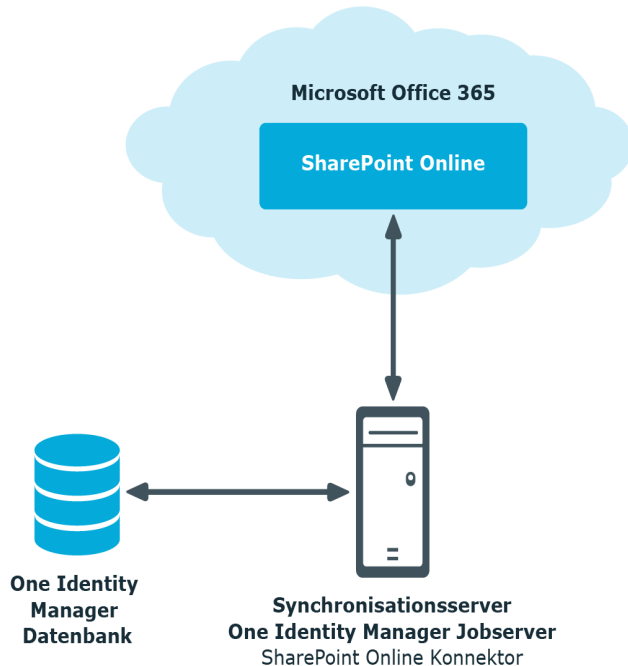 Microsoft Office 365
SharePoint Online
One Identity
Manager
Datenbank
Synchronisationsserver
One Identity Manager Jobserver
SharePoint Online Konnektor